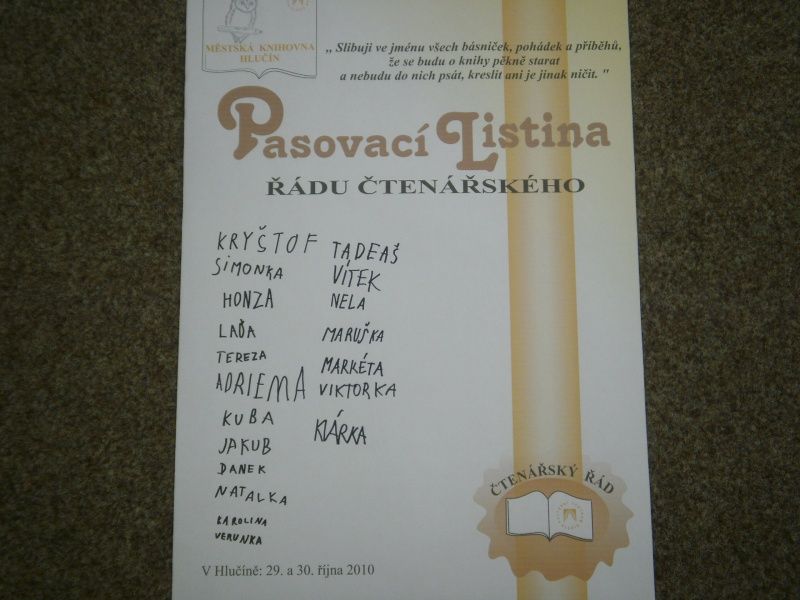 MĚSTSKÁ KNIHOVNA
HLUČÍN
„ Slibuji ve jménu všech básniček, pohádek a příběhů,
že se budu o knihy pěkně starat
a nebudu do nich psát, kreslit ani je jinak ničit. "
Pasovací Listina
ŘÁDU ČTENÁŘSKÉHO
KRYŠTOF
SIMONKA
HONZA
LAĎA
TEREZA
ADRIEMA
KUBA
JAKUB
DANEK
NATALKA
KAROLINA
VERUNKA
TADEÁŠ
VÍTEK
NELA
MARUŠKA
MARKÉTA
VIKTORKA
KLÁRKA
ČTENÁŘSKÝ ŘÁD
V Hlučíně: 29. a 30. října 2010